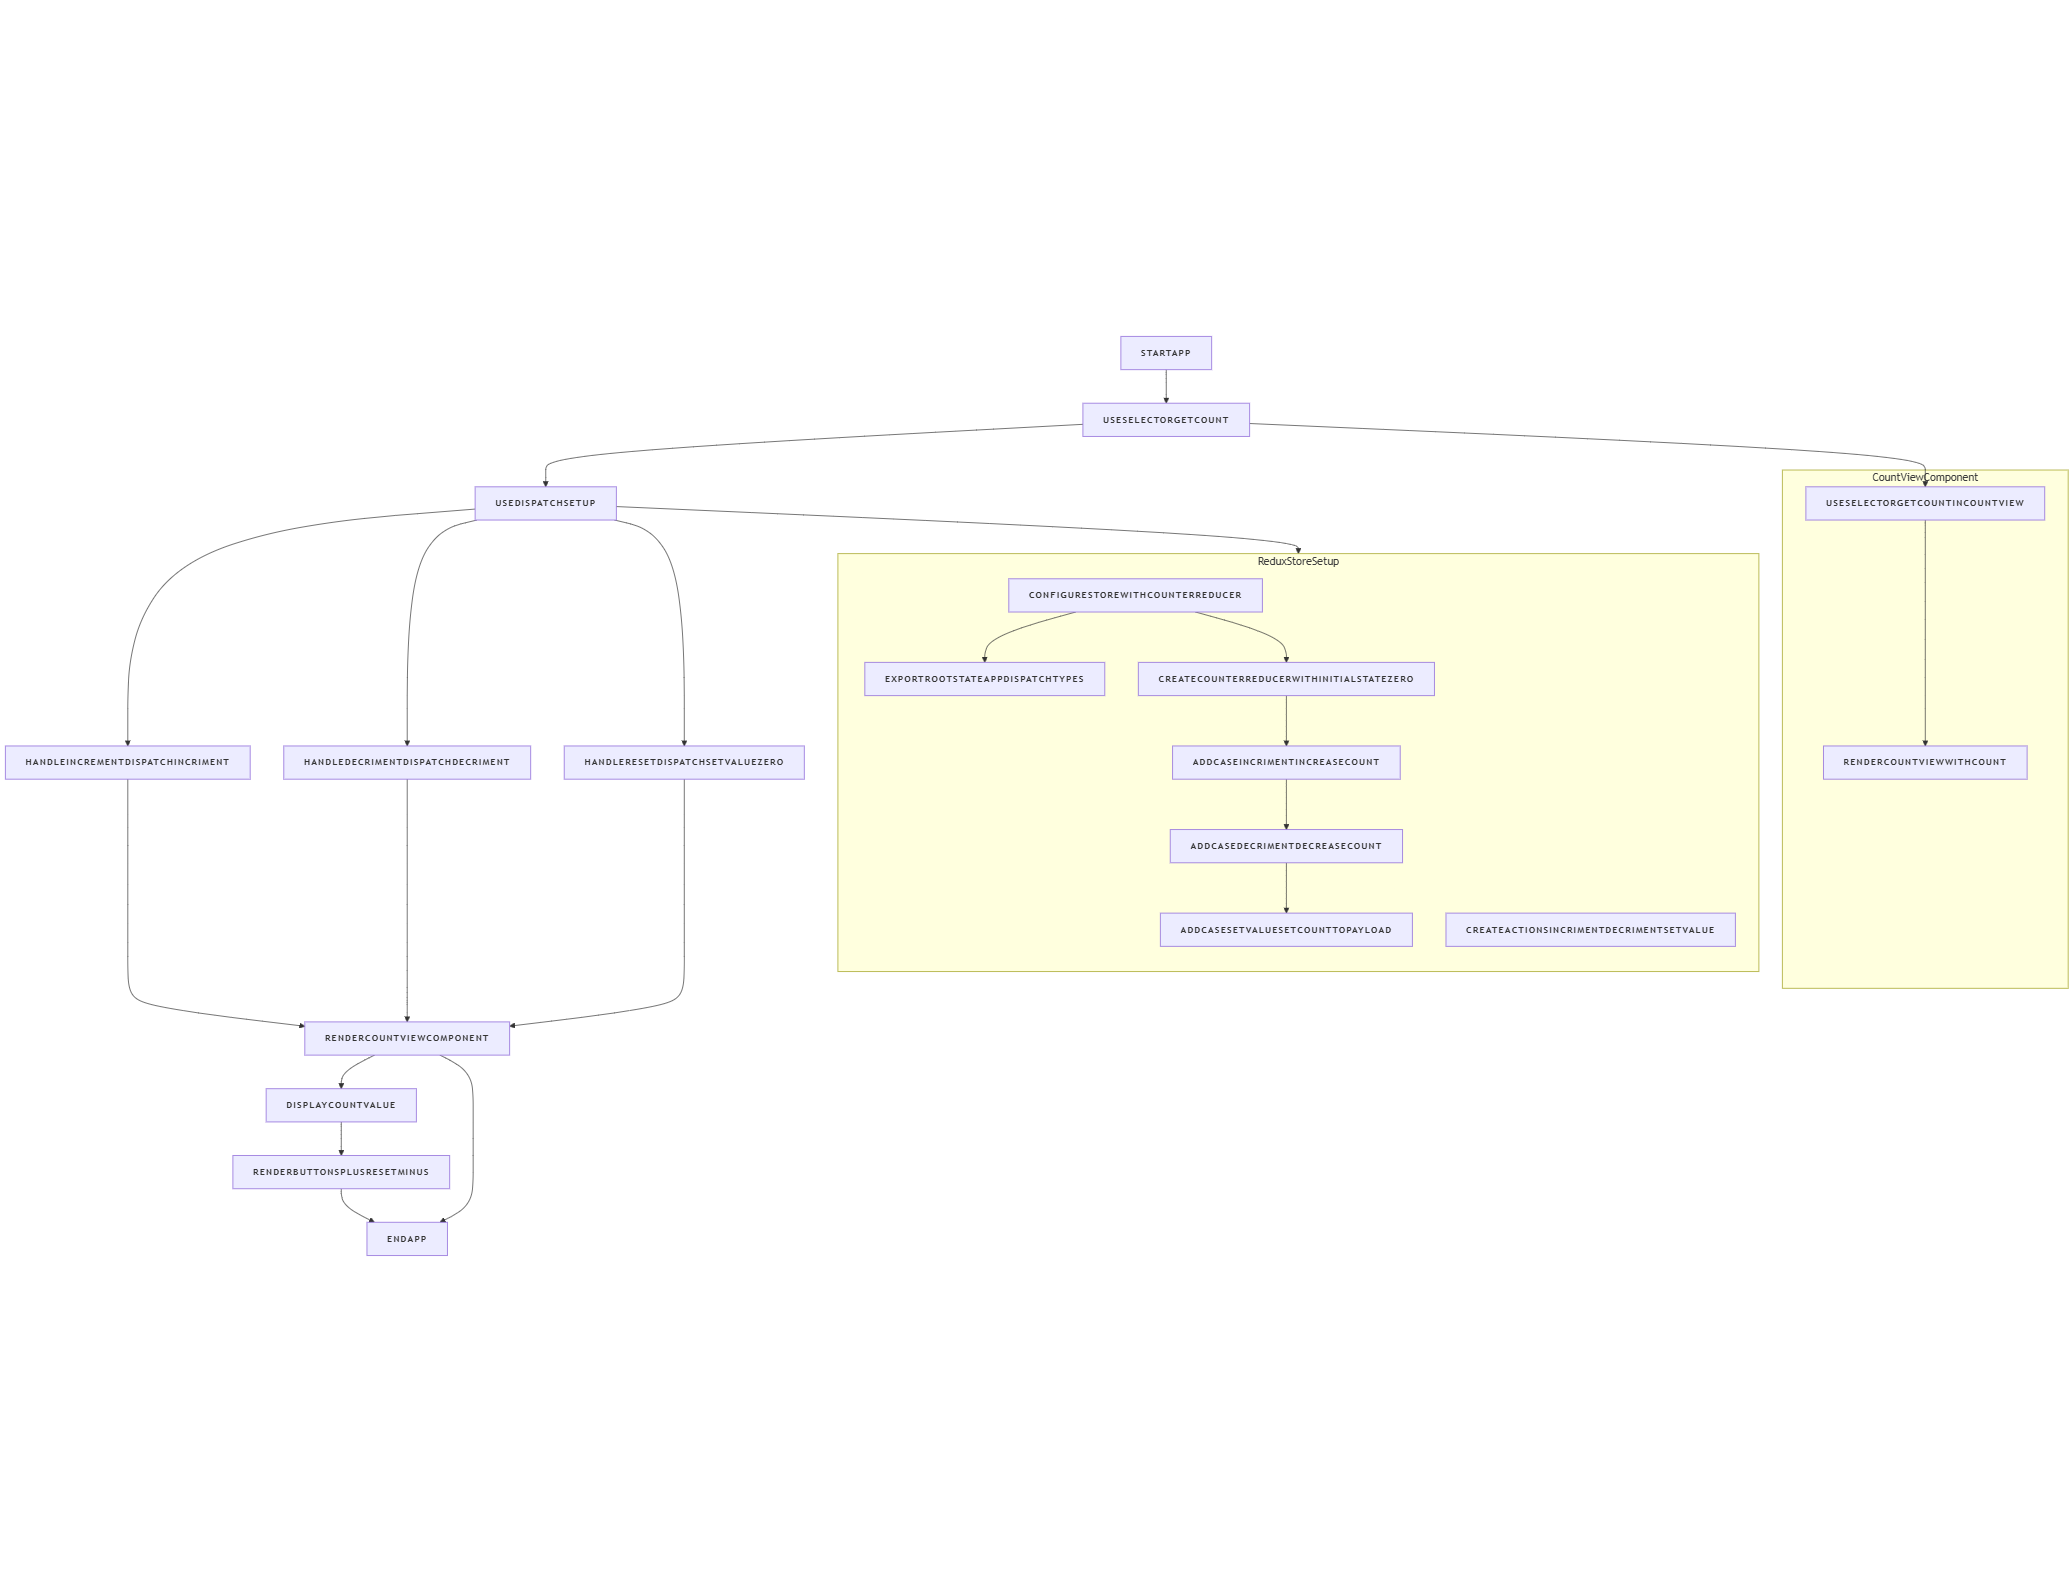 STARTAPP
USESELECTORGETCOUNT
CountViewComponent
USEDISPATCHSETUP
USESELECTORGETCOUNTINCOUNTVIEW
ReduxStoreSetup
CONFIGURESTOREWITHCOUNTERREDUCER
EXPORTROOTSTATEAPPDISPATCHTYPES
CREATECOUNTERREDUCERWITHINITIALSTATEZERO
HANDLEINCREMENTDISPATCHINCRIMENT
HANDLEDECRIMENTDISPATCHDECRIMENT
HANDLERESETDISPATCHSETVALUEZERO
ADDCASEINCRIMENTINCREASECOUNT
RENDERCOUNTVIEWWITHCOUNT
ADDCASEDECRIMENTDECREASECOUNT
ADDCASESETVALUESETCOUNTTOPAYLOAD
CREATEACTIONSINCRIMENTDECRIMENTSETVALUE
RENDERCOUNTVIEWCOMPONENT
DISPLAYCOUNTVALUE
RENDERBUTTONSPLUSRESETMINUS
ENDAPP